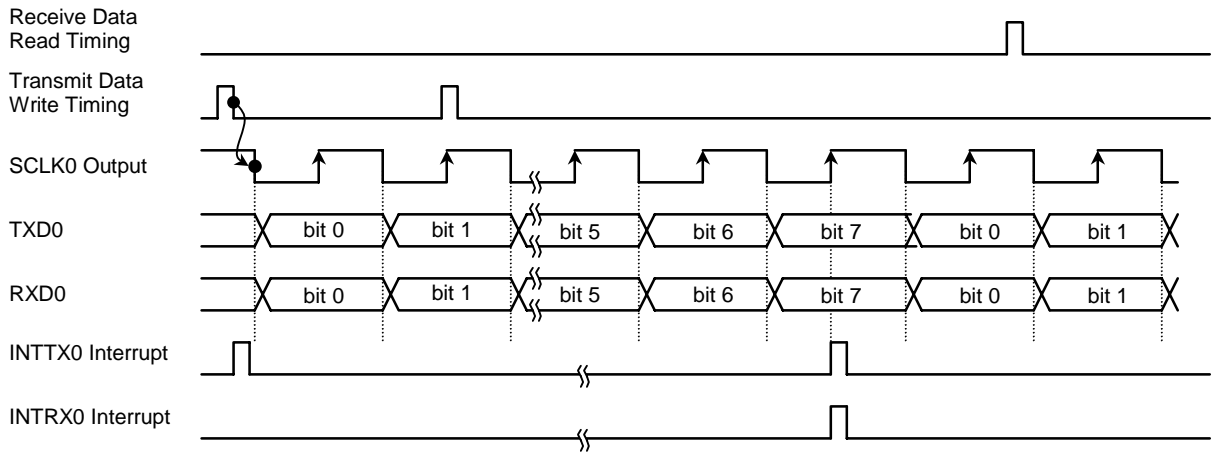 Receive Data
Read Timing
Transmit Data
Write Timing
SCLK0 Output
TXD0
bit 0
bit 1
bit 5
bit 6
bit 7
bit 0
bit 1
RXD0
bit 0
bit 1
bit 5
bit 6
bit 7
bit 0
bit 1
INTTX0 Interrupt
INTRX0 Interrupt